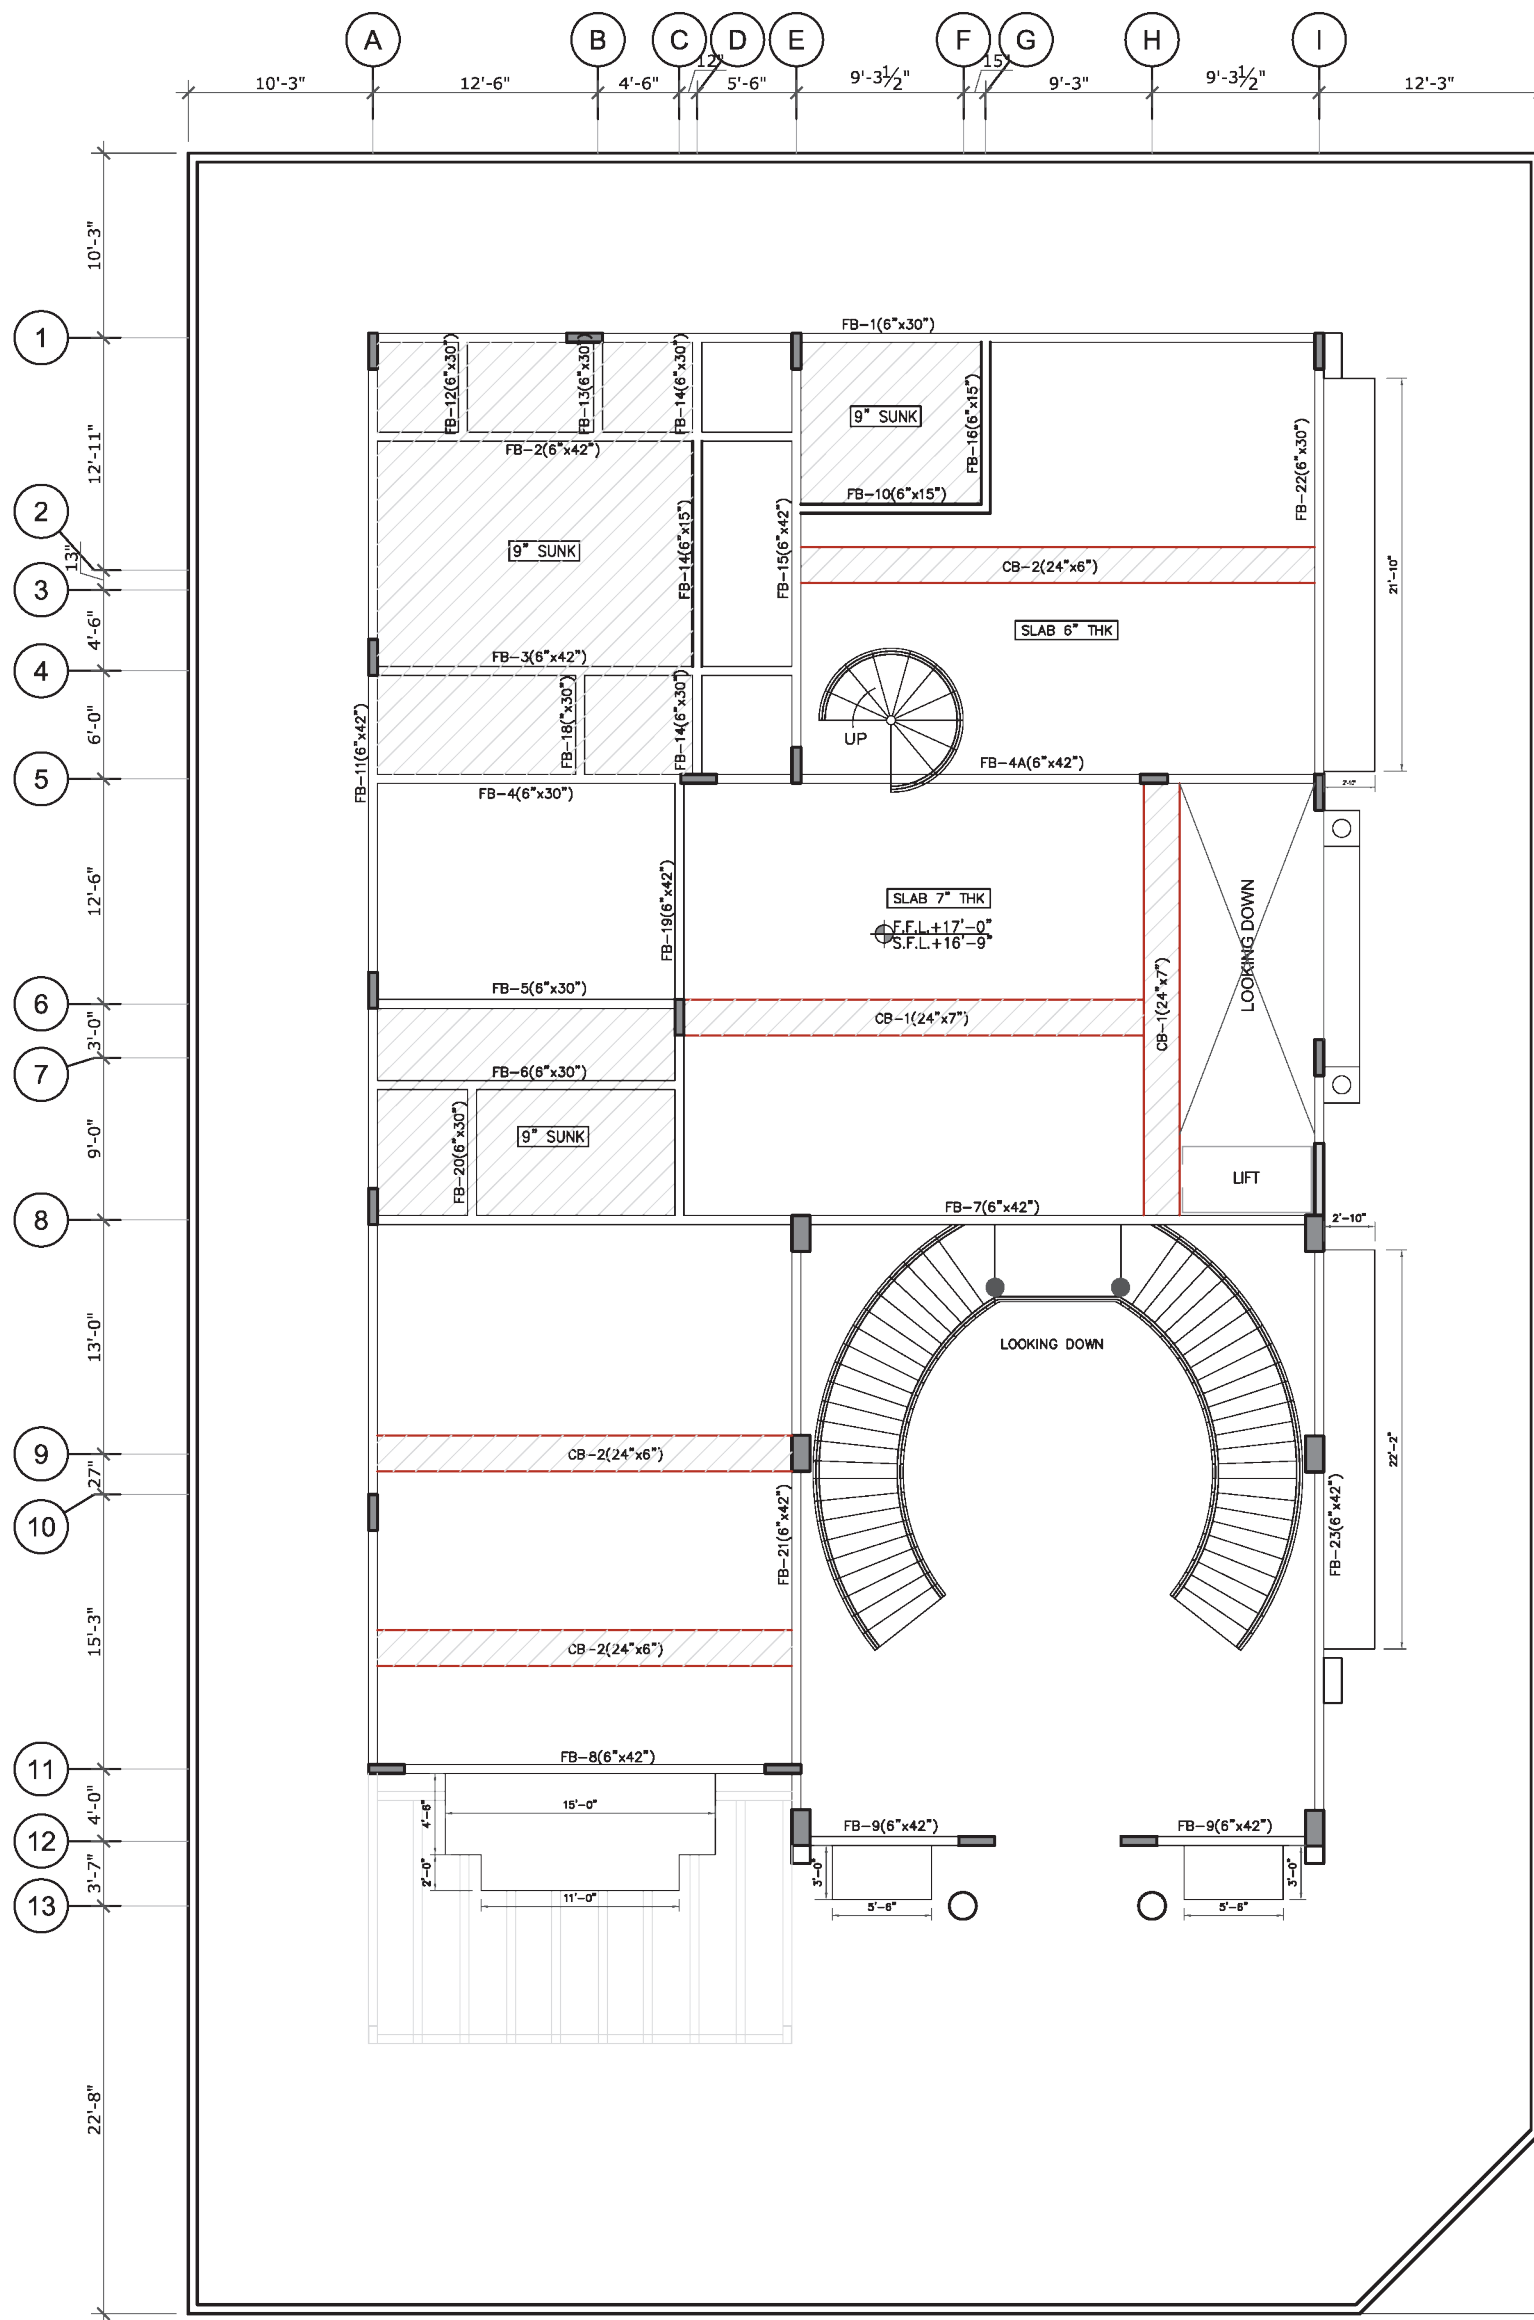 A B C D E F G H I
10'-3" 12'-6" 4'-6" 12" 5'-6" 9'-3½" 15" 9'-3" 9'-3½" 12'-3"
10'-3"
1
12'-11"
2
13"
3
4'-6"
4
6'-0"
5
12'-6"
6
3'-0"
7
9'-0"
8
13'-0"
9
27"
10
15'-3"
11
4'-0"
12
3'-7"
13
22'-8"
FB-1(6"x30")
FB-12(6"x30")
FB-13(6"x30")
FB-14(6"x30")
9" SUNK
FB-16(6"x15")
FB-22(6"x30")
FB-2(6"x42")
FB-10(6"x15")
9" SUNK
FB-14(6"x15")
FB-15(6"x42")
CB-2(24"x6")
21'-10"
SLAB 6" THK
FB-3(6"x42")
FB-18("x30")
FB-14(6"x30")
UP
FB-11(6"x42")
FB-4(6"x30")
FB-4A(6"x42")
FB-19(6"x42")
SLAB 7" THK
F.F.L.+17'-0"
S.F.L.+16'-9"
LOOKING DOWN
FB-5(6"x30")
CB-1(24"x7")
CB-1(24"x7")
FB-6(6"x30")
FB-20(6"x30")
9" SUNK
LIFT
FB-7(6"x42")
2'-10"
LOOKING DOWN
CB-2(24"x6")
22'-2"
FB-21(6"x42")
FB-23(6"x42")
CB-2(24"x6")
FB-8(6"x42")
15'-0"
4'-6"
2'-0"
11'-0"
FB-9(6"x42") FB-9(6"x42")
3'-0" 3'-0"
5'-6" 5'-6"